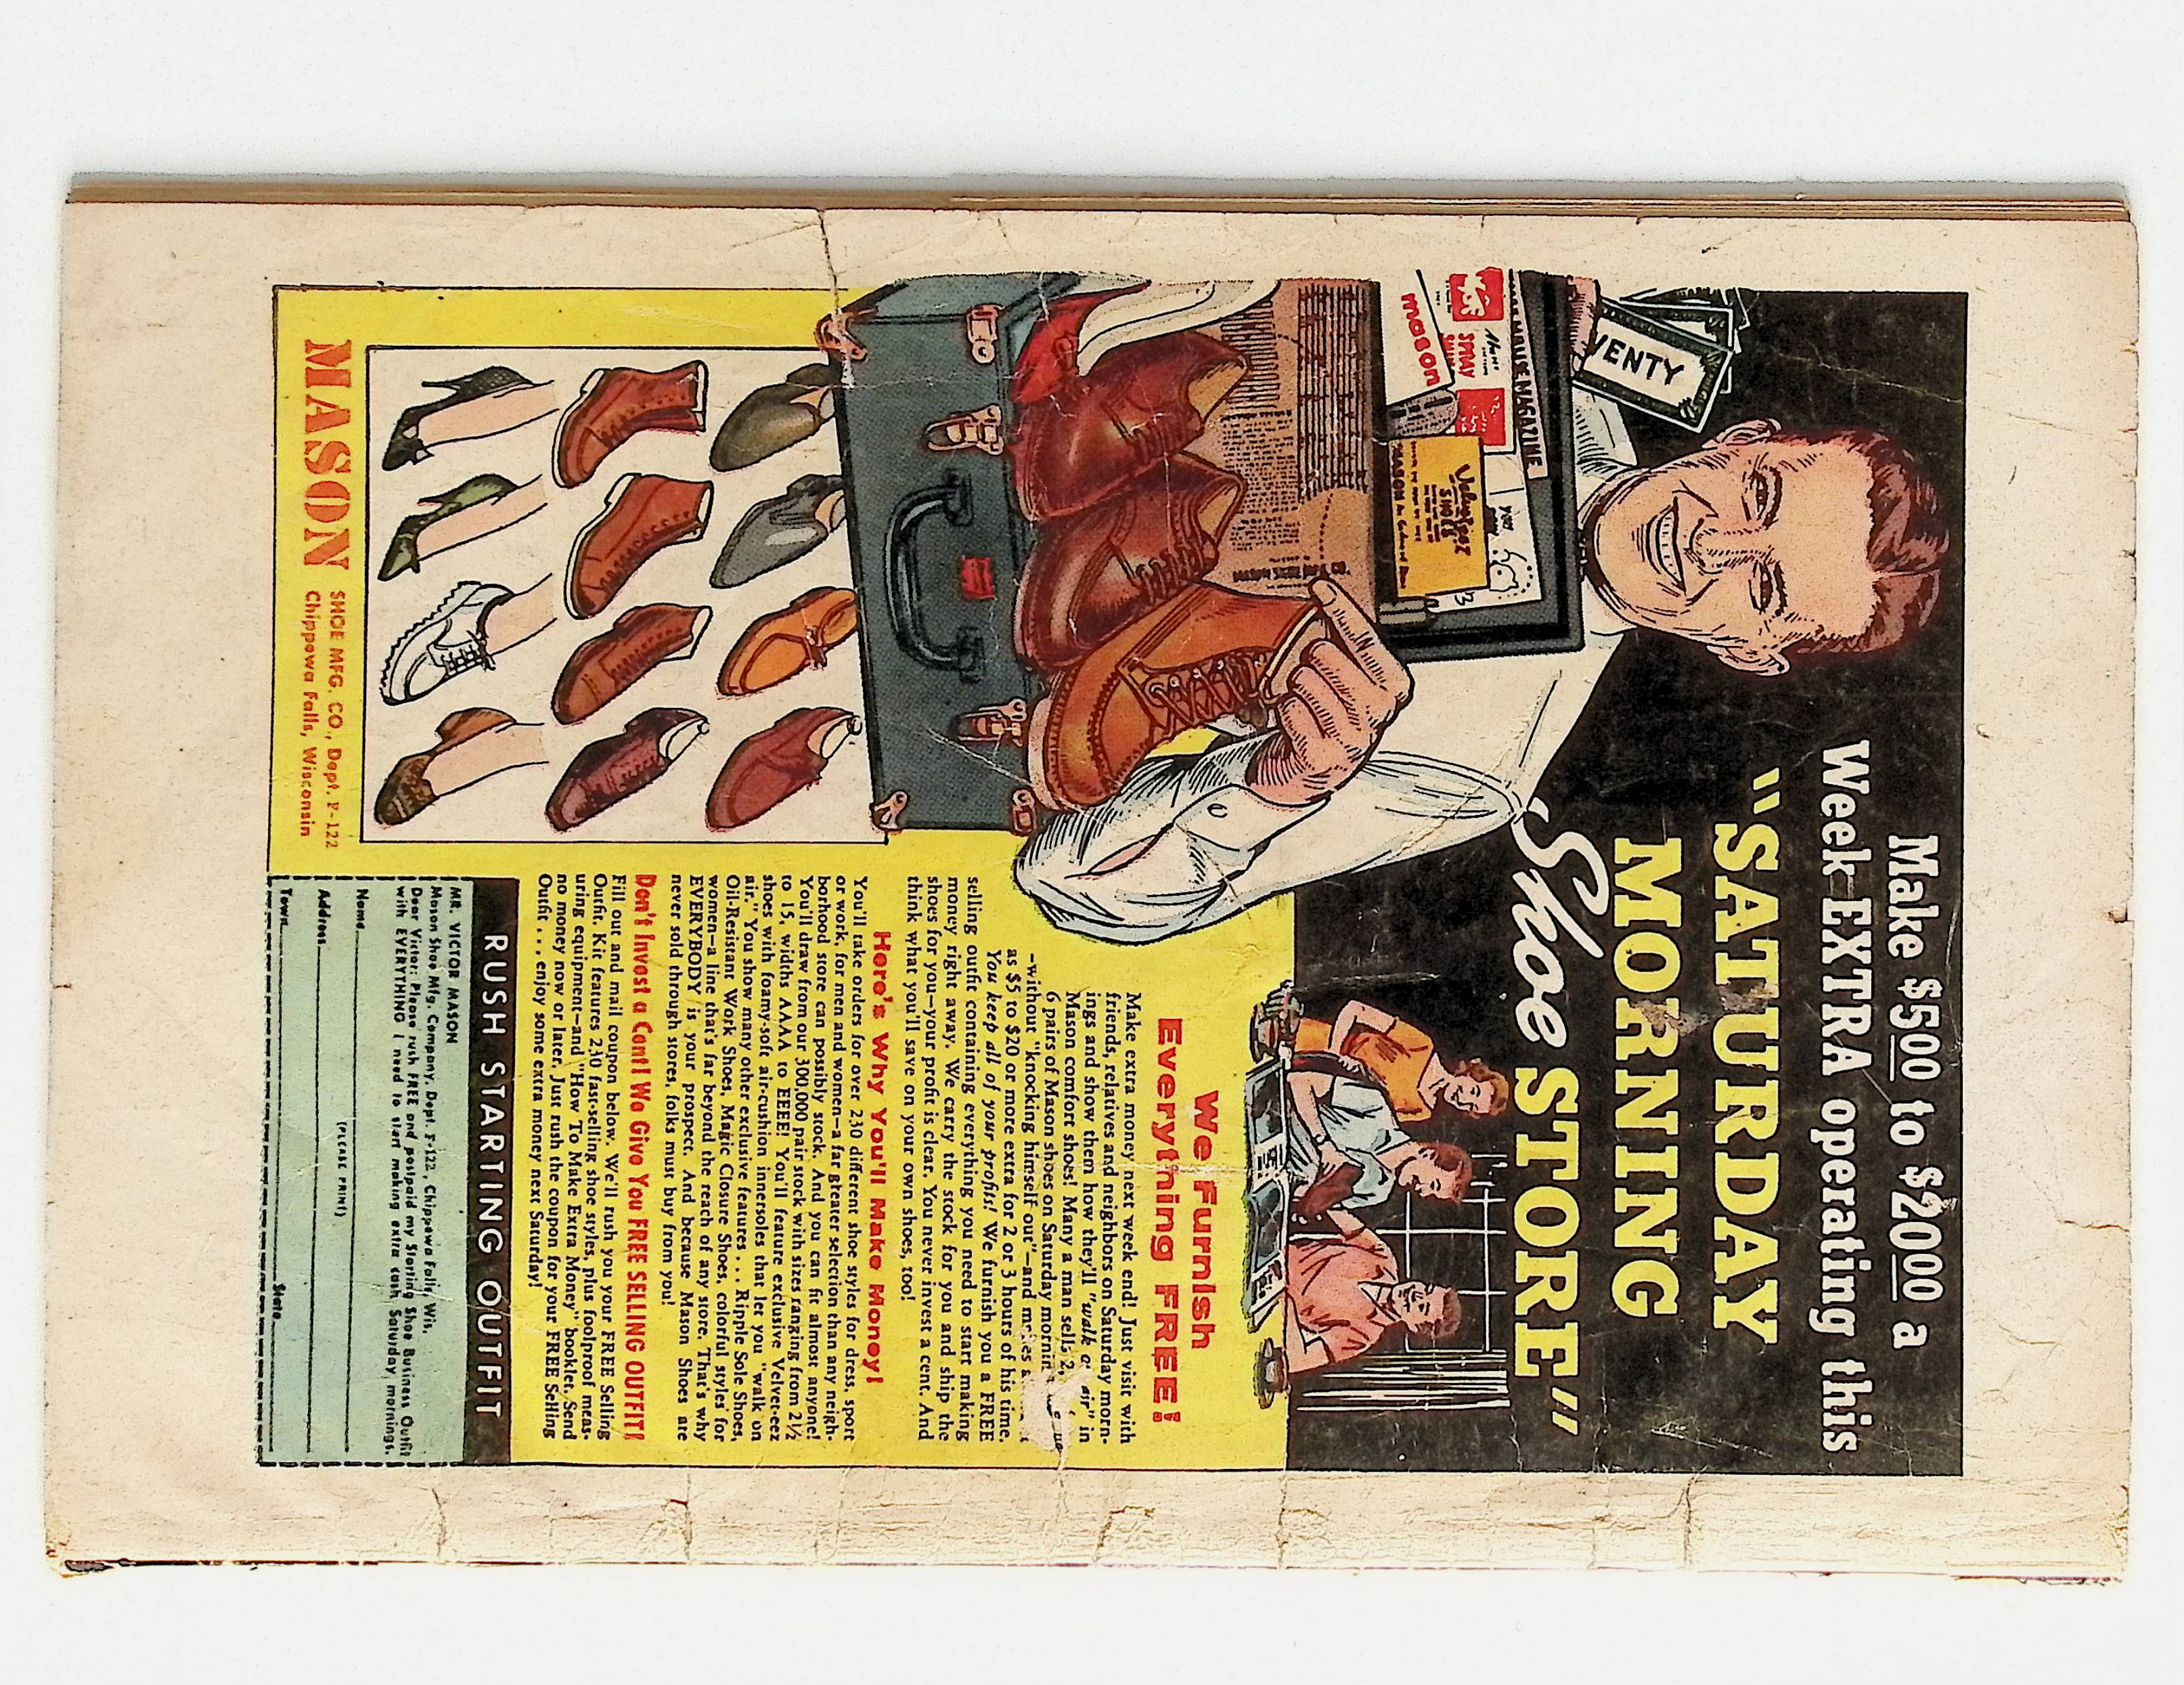 Make $500 to $2000 a
Week EXTRA operating this
"SATURDAY
MORNING
Shoe STORE"
VENTY
mason
SPRAY
MAGAZINE
Velvet-eez
We Furnish
Everything FREE!
Make extra money next week end! Just visit with
friends, relatives and neighbors on Saturday morn-
ings and show them how they'll "walk on air" in
Mason comfort shoes! Many a man sells 2,
6 pairs of Mason shoes on Saturday mornin
—without "knocking himself out"—and makes
as $5 to $20 or more extra for 2 or 3 hours of his time.
You keep all of your profits! We furnish you a FREE
selling outfit containing everything you need to start making
money right away. We carry the stock for you and ship the
shoes for you—your profit is clear. You never invest a cent. And
think what you'll save on your own shoes, too!
Here's Why You'll Make Money!
You'll take orders for over 230 different shoe styles for dress, sport
or work, for men and women—a far greater selection than any neigh-
borhood store can possibly stock. And you can fit almost anyone!
You'll draw from our 300,000 pair stock with sizes ranging from 2½
to 15, widths AAAA to EEEE! You'll feature exclusive Velvet-eez
shoes with foamy-soft air-cushion innersoles that let you "walk on
air." You show many other exclusive features . . . Ripple Sole Shoes,
Oil-Resistant Work Shoes, Magic Closure Shoes, colorful styles for
women—a line that's far beyond the reach of any store. That's why
EVERYBODY is your prospect. And because Mason Shoes are
never sold through stores, folks must buy from you!
Don't Invest a Cent! We Give You FREE SELLING OUTFIT!
Fill out and mail coupon below. We'll rush you your FREE Selling
Outfit. Kit features 230 fast-selling shoe styles, plus foolproof meas-
uring equipment—and "How To Make Extra Money" booklet. Send
no money now or later. Just rush the coupon for your FREE Selling
Outfit . . . enjoy some extra money next Saturday!
MASON SHOE MFG. CO., Dept. F-122
Chippewa Falls, Wisconsin
RUSH STARTING OUTFIT
MR. VICTOR MASON
Mason Shoe Mfg. Company, Dept. F-122, Chippewa Falls, Wis.
Dear Victor: Please rush FREE and postpaid my Starting Shoe Business Outfit
with EVERYTHING I need to start making extra cash Saturday mornings.
Name
(PLEASE PRINT)
Address
Town State